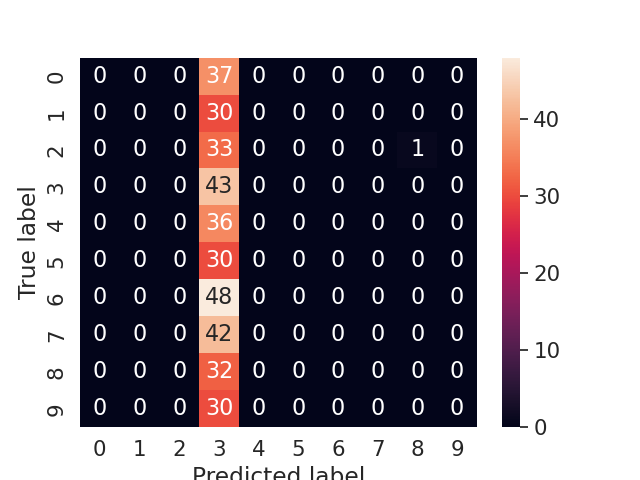 0 0 0 0 37 0 0 0 0 0 0
1 0 0 0 30 0 0 0 0 0 0
2 0 0 0 33 0 0 0 0 1 0
3 0 0 0 43 0 0 0 0 0 0
4 0 0 0 36 0 0 0 0 0 0
5 0 0 0 30 0 0 0 0 0 0
6 0 0 0 48 0 0 0 0 0 0
7 0 0 0 42 0 0 0 0 0 0
8 0 0 0 32 0 0 0 0 0 0
9 0 0 0 30 0 0 0 0 0 0
True label
0 1 2 3 4 5 6 7 8 9
Predicted label
40
30
20
10
0